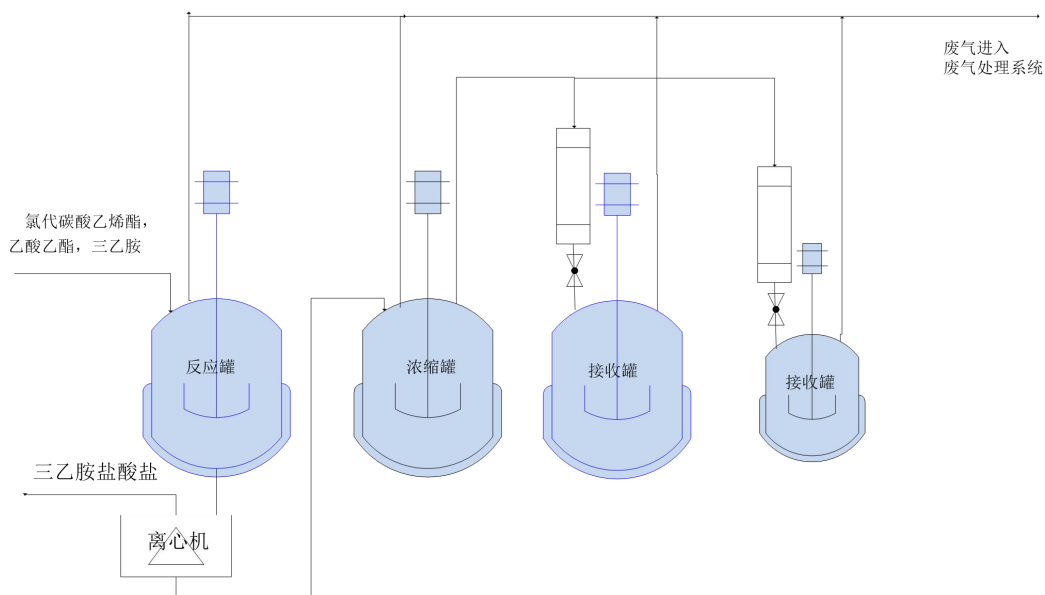 废气进入
废气处理系统
氯代碳酸乙烯酯，
乙酸乙酯，三乙胺
反应罐
浓缩罐
接收罐
接收罐
三乙胺盐酸盐
离心机